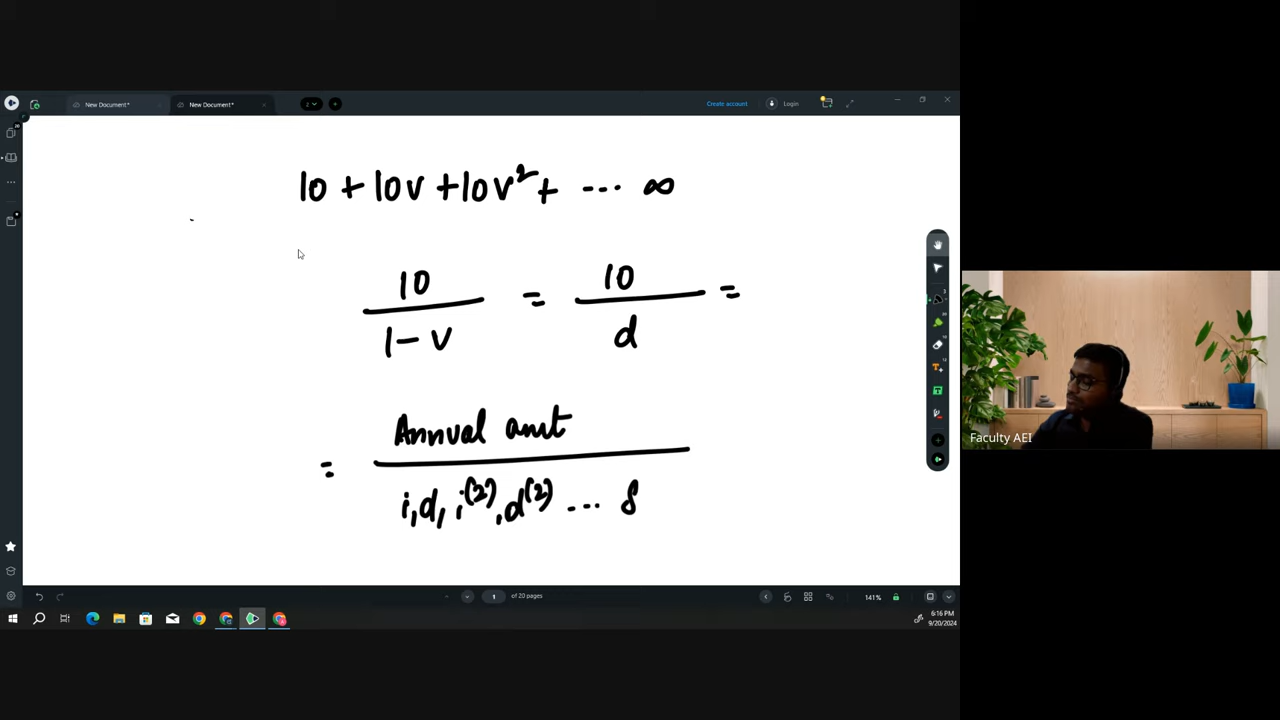 New Document*
New Document*
2
Create account
Login
10 + 10v + 10v² + ... ∞
10 / 1 - v = 10 / d =
= Annual amt / i, d, i⁽²⁾, d⁽²⁾ ... δ
Faculty AEI
1 of 20 pages
141%
6:16 PM
9/20/2024